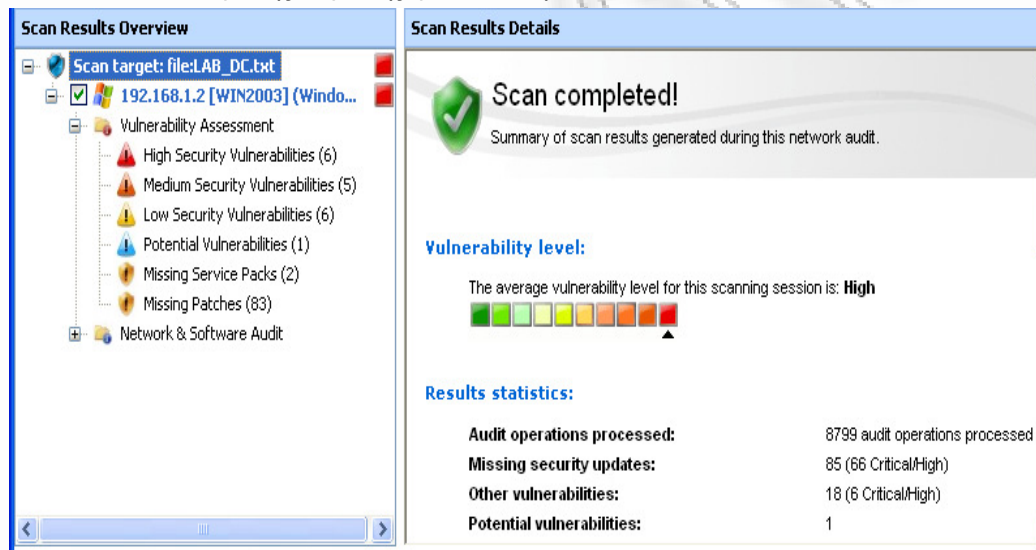 Scan Results Overview
Scan target: file:LAB_DC.txt
192.168.1.2 [WIN2003] (Windo...
Vulnerability Assessment
High Security Vulnerabilities (6)
Medium Security Vulnerabilities (5)
Low Security Vulnerabilities (6)
Potential Vulnerabilities (1)
Missing Service Packs (2)
Missing Patches (83)
Network & Software Audit
Scan Results Details
Scan completed!
Summary of scan results generated during this network audit.
Vulnerability level:
The average vulnerability level for this scanning session is: High
Results statistics:
Audit operations processed: 8799 audit operations processed
Missing security updates: 85 (66 Critical/High)
Other vulnerabilities: 18 (6 Critical/High)
Potential vulnerabilities: 1